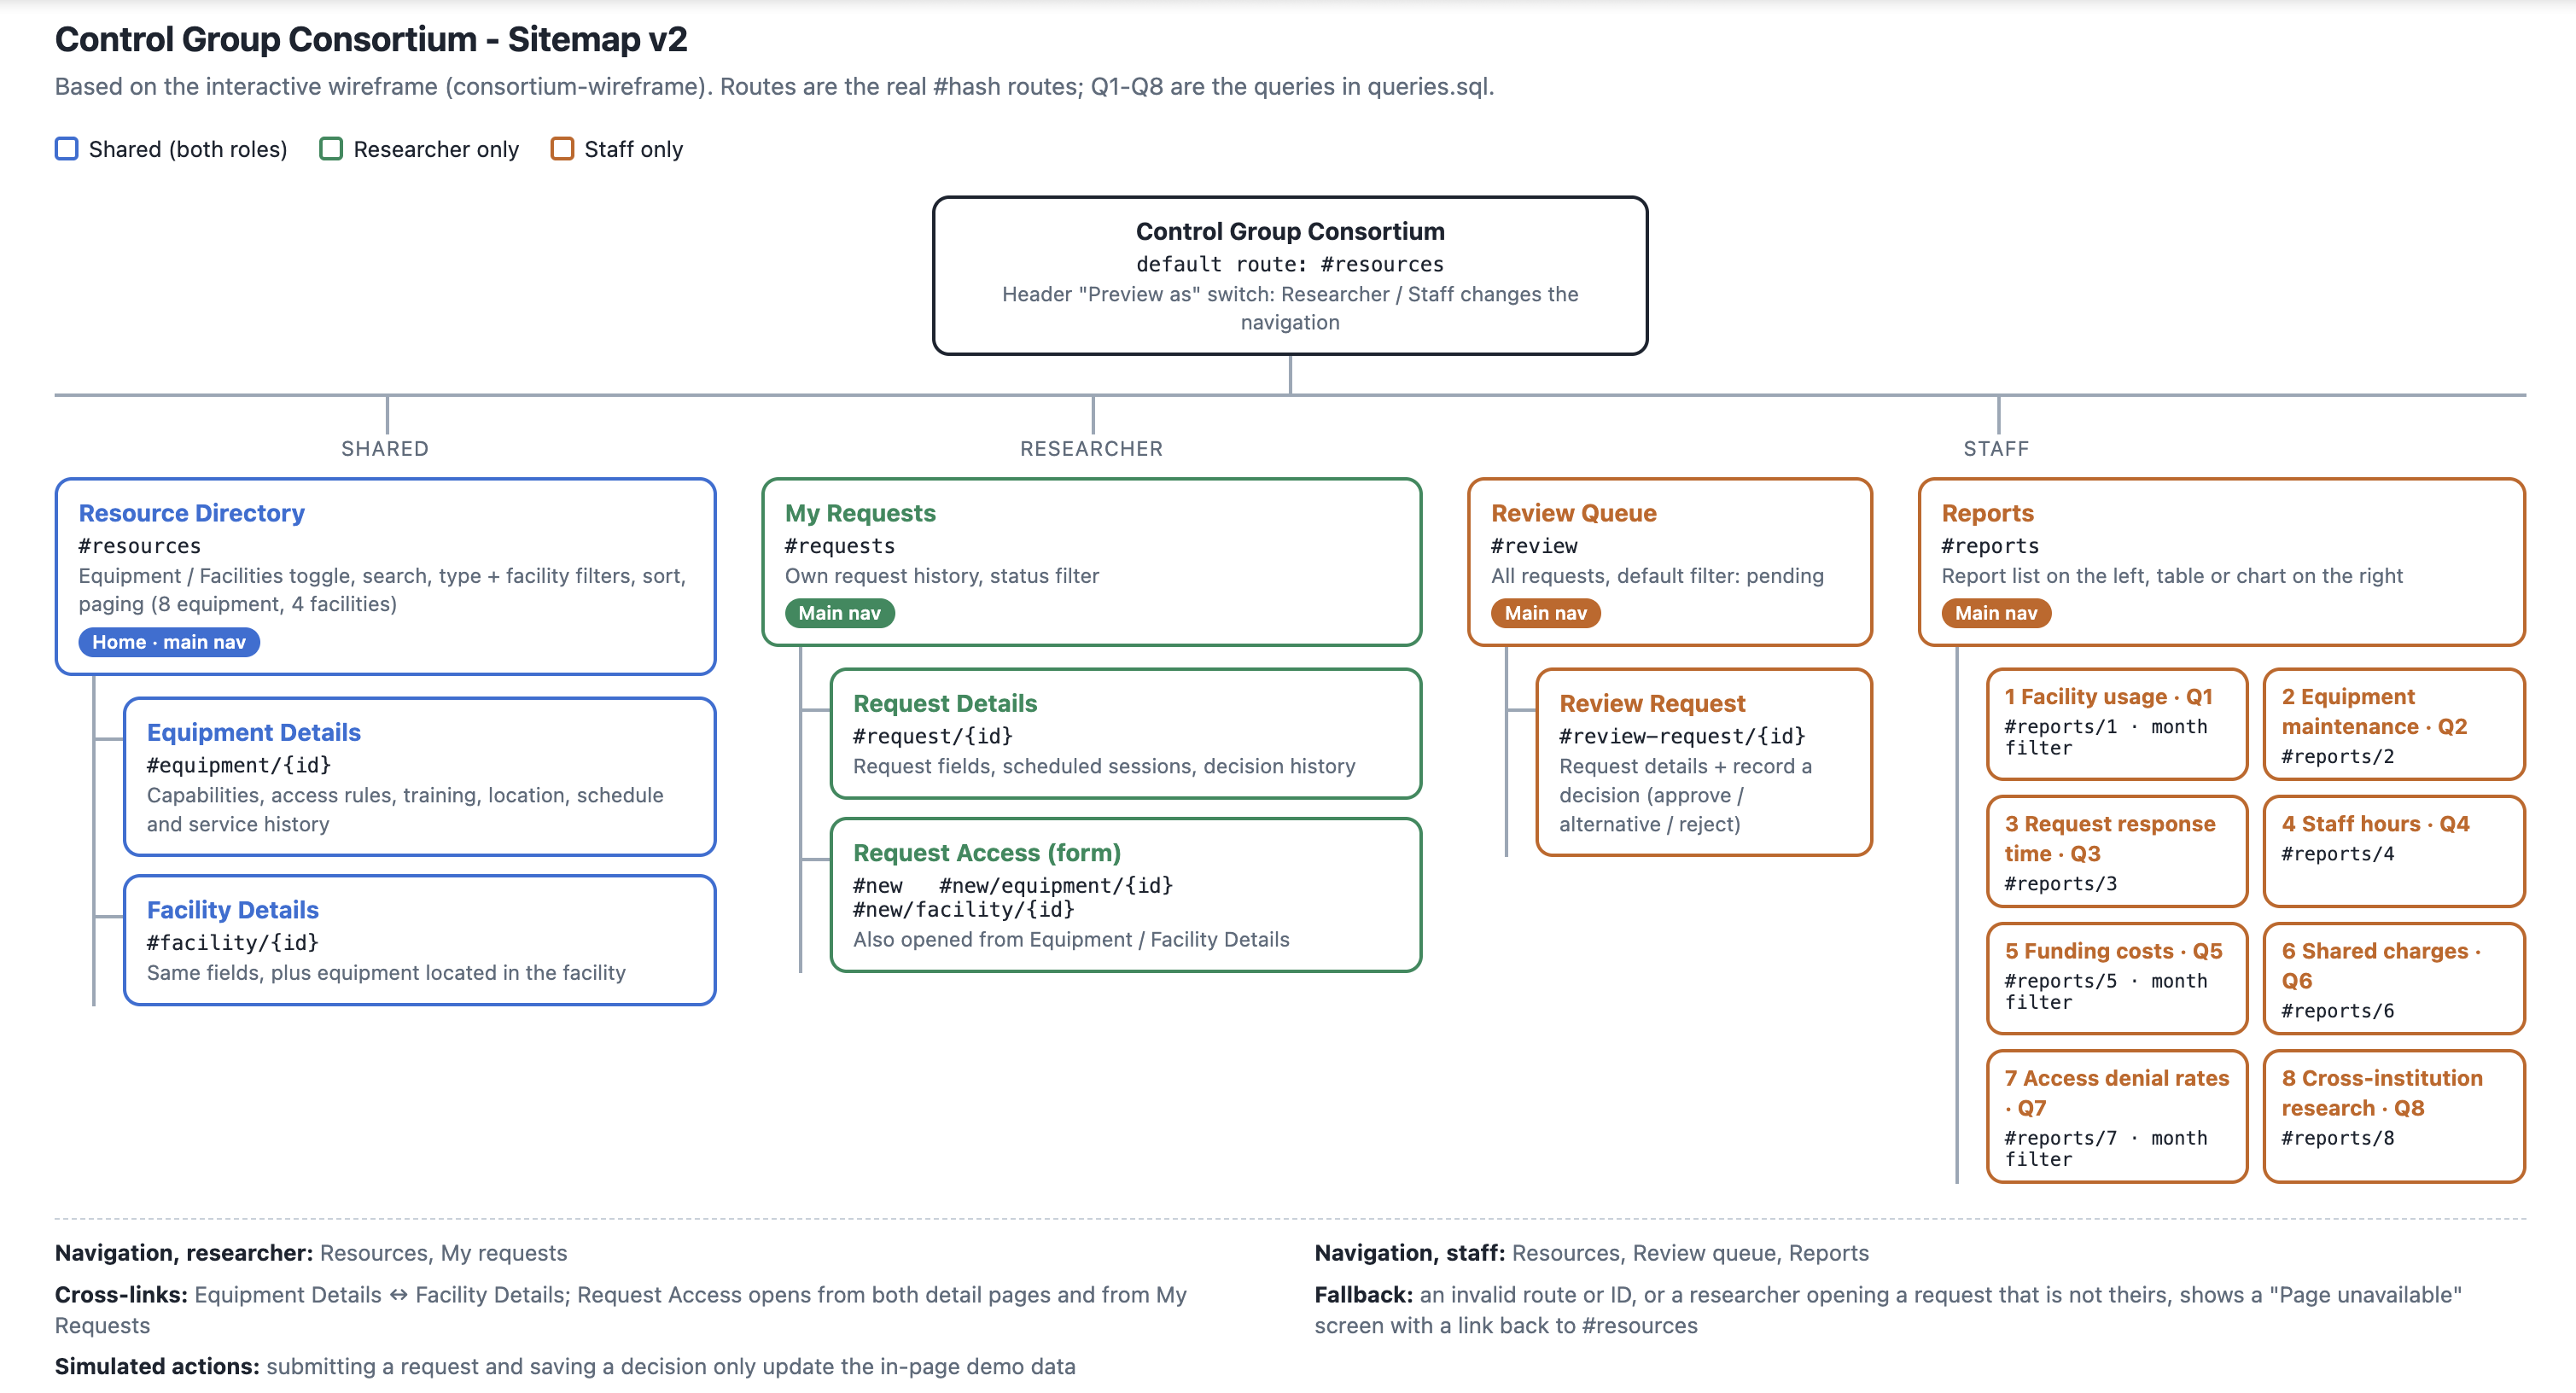 Control Group Consortium - Sitemap v2
Based on the interactive wireframe (consortium-wireframe). Routes are the real #hash routes; Q1-Q8 are the queries in queries.sql.
Shared (both roles)
Researcher only
Staff only
Control Group Consortium
default route: #resources
Header "Preview as" switch: Researcher / Staff changes the
navigation
SHARED
Resource Directory
#resources
Equipment / Facilities toggle, search, type + facility filters, sort,
paging (8 equipment, 4 facilities)
Home · main nav
Equipment Details
#equipment/{id}
Capabilities, access rules, training, location, schedule
and service history
Facility Details
#facility/{id}
Same fields, plus equipment located in the facility
RESEARCHER
My Requests
#requests
Own request history, status filter
Main nav
Request Details
#request/{id}
Request fields, scheduled sessions, decision history
Request Access (form)
#new #new/equipment/{id}
#new/facility/{id}
Also opened from Equipment / Facility Details
STAFF
Review Queue
#review
All requests, default filter: pending
Main nav
Review Request
#review-request/{id}
Request details + record a
decision (approve /
alternative / reject)
Reports
#reports
Report list on the left, table or chart on the right
Main nav
1 Facility usage · Q1
#reports/1 · month
filter
2 Equipment
maintenance · Q2
#reports/2
3 Request response
time · Q3
#reports/3
4 Staff hours · Q4
#reports/4
5 Funding costs · Q5
#reports/5 · month
filter
6 Shared charges ·
Q6
#reports/6
7 Access denial rates
· Q7
#reports/7 · month
filter
8 Cross-institution
research · Q8
#reports/8
Navigation, researcher: Resources, My requests
Cross-links: Equipment Details ↔ Facility Details; Request Access opens from both detail pages and from My
Requests
Simulated actions: submitting a request and saving a decision only update the in-page demo data
Navigation, staff: Resources, Review queue, Reports
Fallback: an invalid route or ID, or a researcher opening a request that is not theirs, shows a "Page unavailable"
screen with a link back to #resources